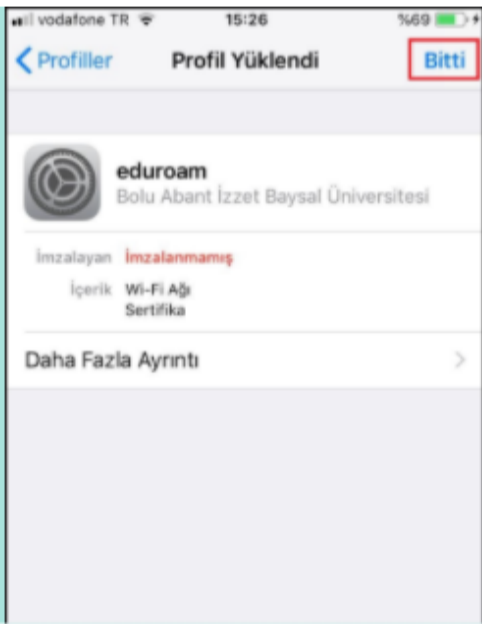 vodafone TR 15:26 %69
Profiller Profil Yüklendi Bitti
eduroam
Bolu Abant İzzet Baysal Üniversitesi
İmzalayan İmzalanmamış
İçerik Wi-Fi Ağı
Sertifika
Daha Fazla Ayrıntı